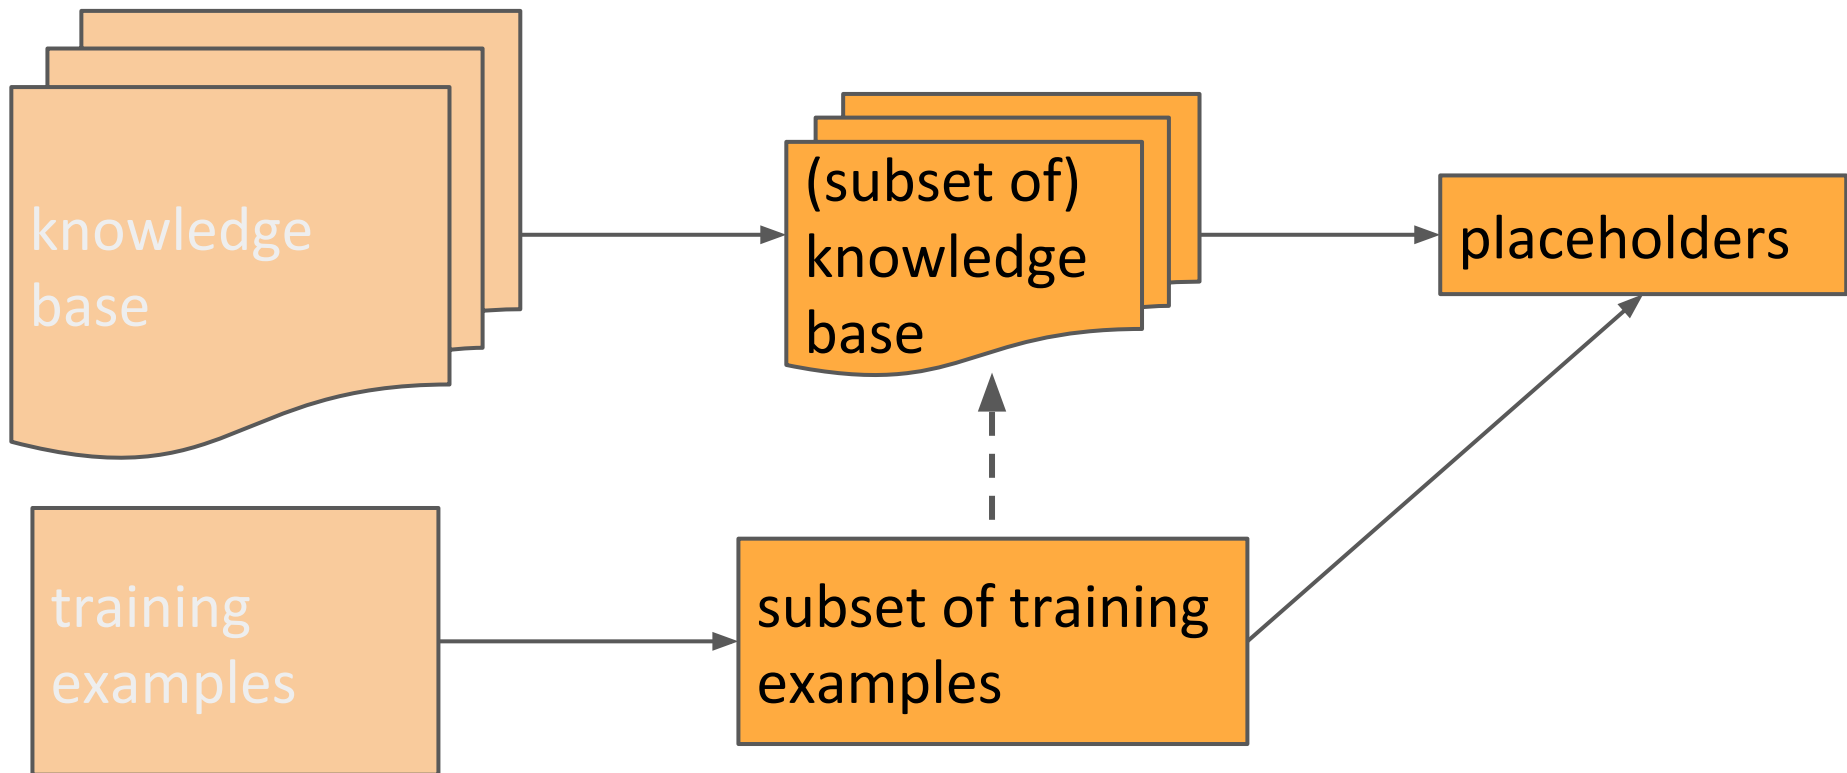 knowledge
base
(subset of)
knowledge
base
placeholders
training
examples
subset of training
examples